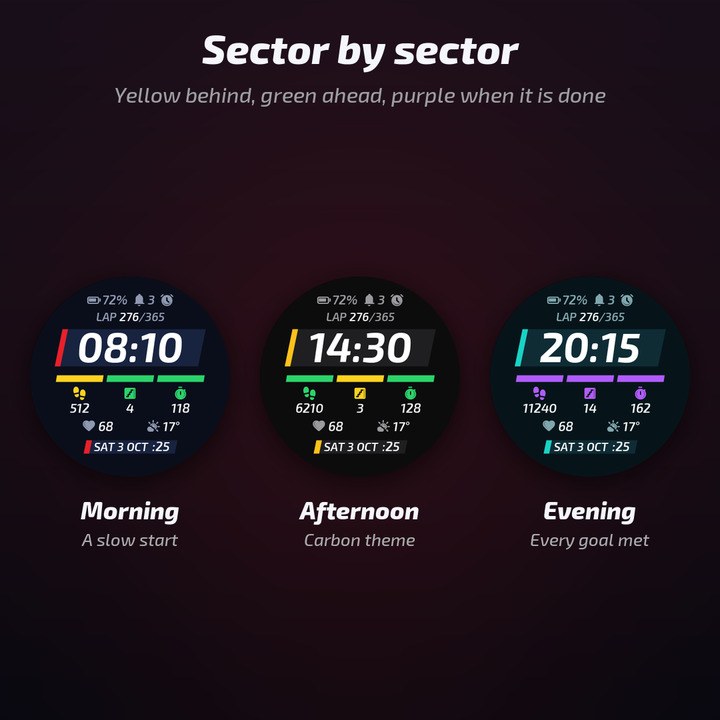 Sector by sector
Yellow behind, green ahead, purple when it is done
72% 3
LAP 276/365
08:10
512 4 118
68 17°
SAT 3 OCT :25
Morning
A slow start
72% 3
LAP 276/365
14:30
6210 3 128
68 17°
SAT 3 OCT :25
Afternoon
Carbon theme
72% 3
LAP 276/365
20:15
11240 14 162
68 17°
SAT 3 OCT :25
Evening
Every goal met